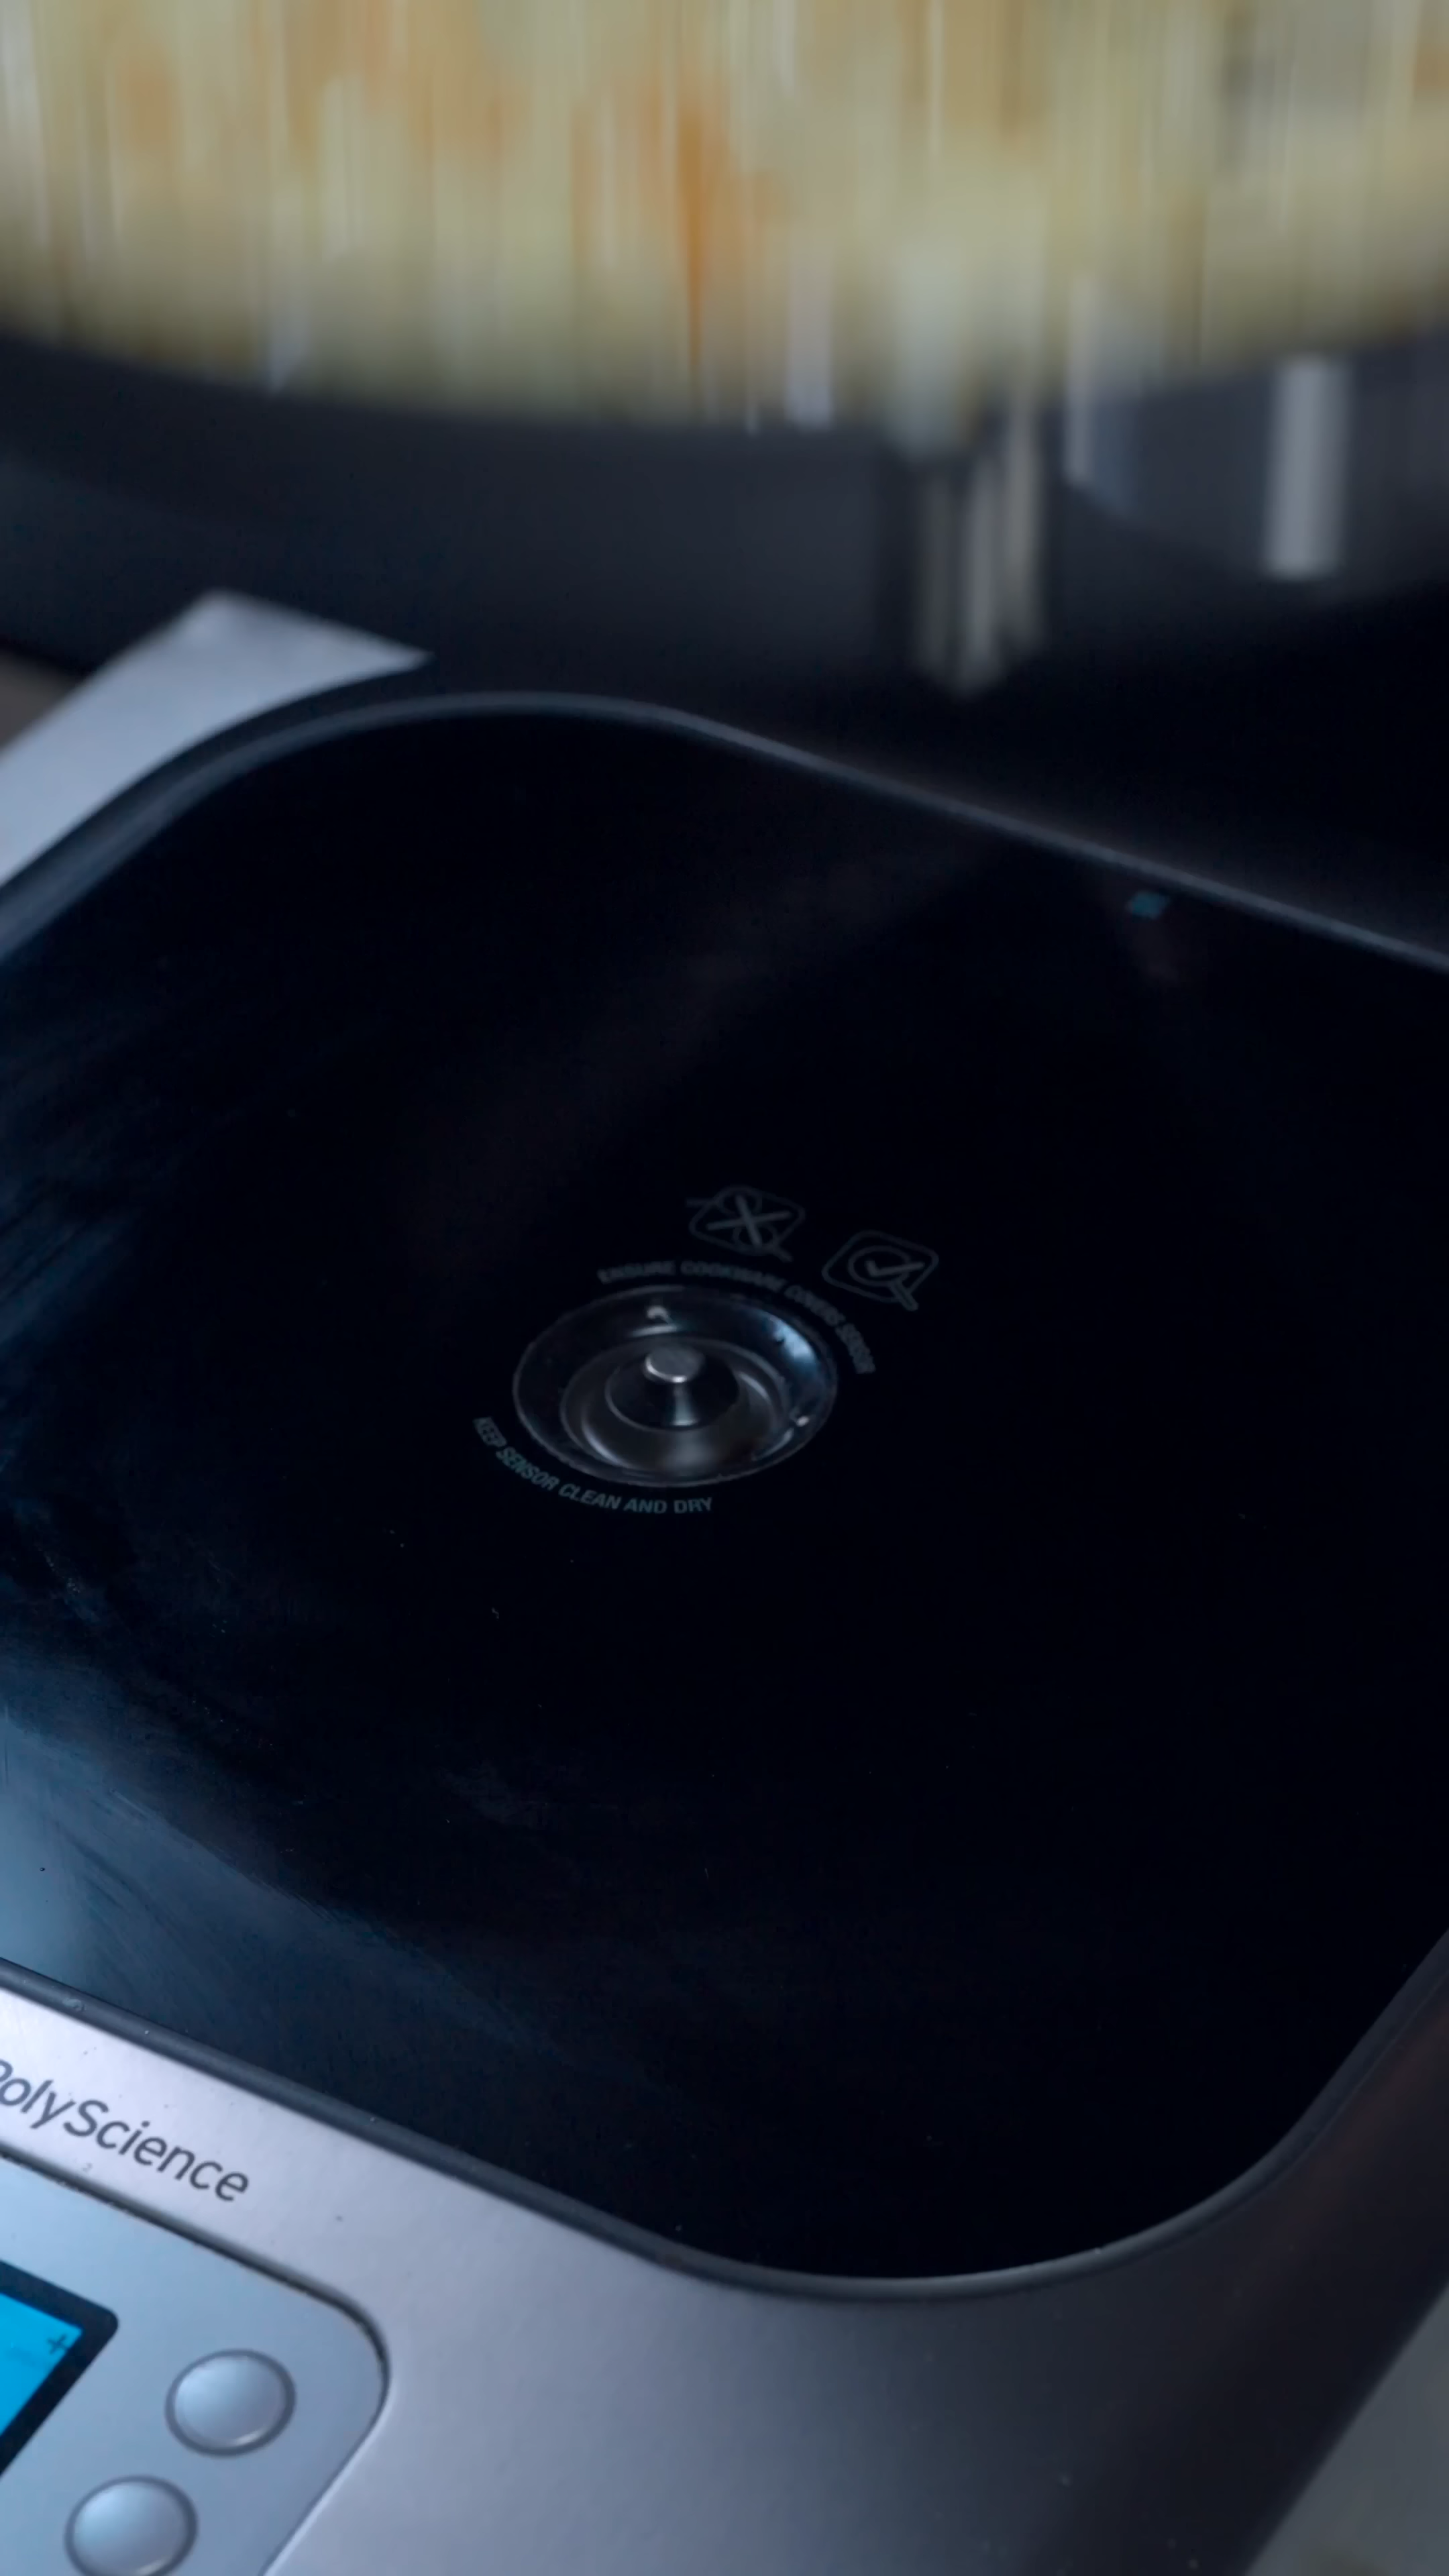 ENSURE COOKWARE COVERS SENSOR
KEEP SENSOR CLEAN AND DRY
PolyScience
+